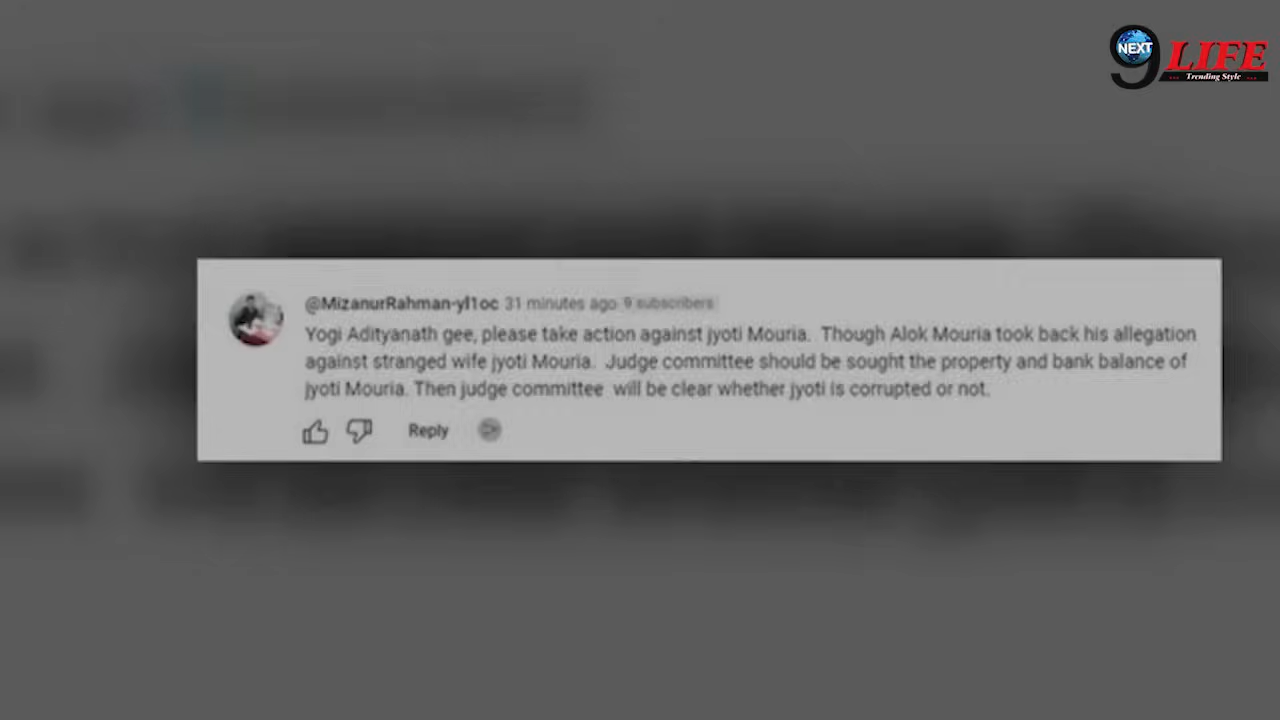 NEXT
9 LIFE
... Trending Style ...
@MizanurRahman-yl1oc 31 minutes ago 9 subscribers
Yogi Adityanath gee, please take action against jyoti Mouria. Though Alok Mouria took back his allegation
against stranged wife jyoti Mouria. Judge committee should be sought the property and bank balance of
jyoti Mouria. Then judge committee will be clear whether jyoti is corrupted or not.
Reply